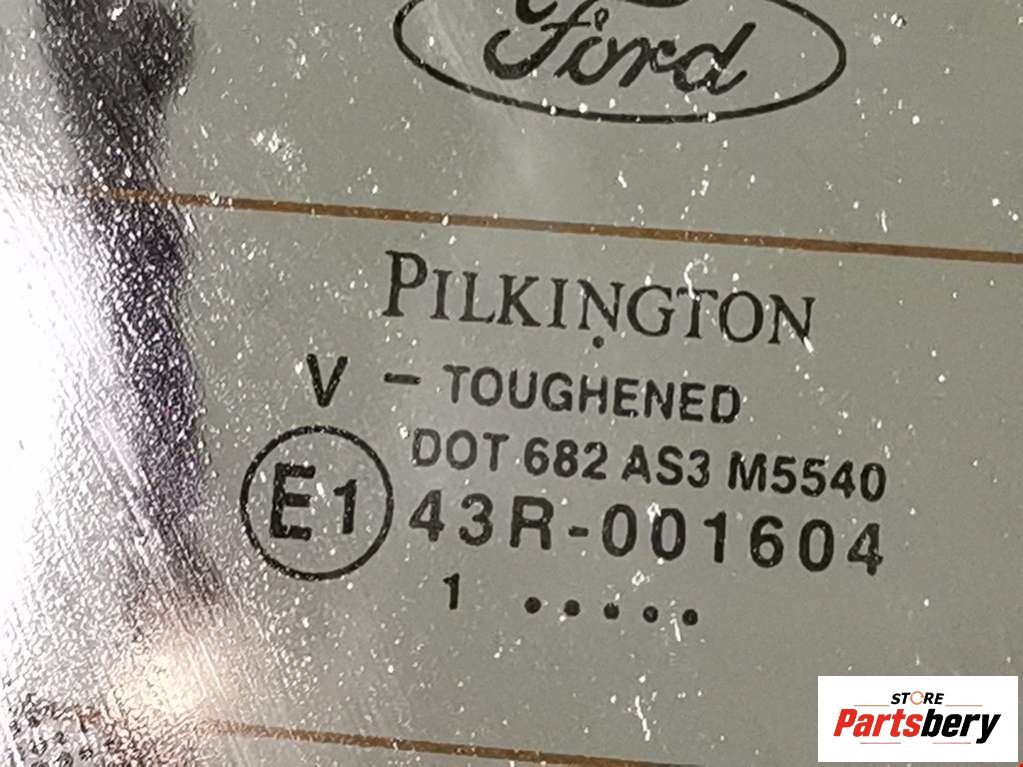 Ford
PILKINGTON
V - TOUGHENED
DOT 682 AS3 M5540
E1 43R-001604
1 .....
STORE
Partsbery